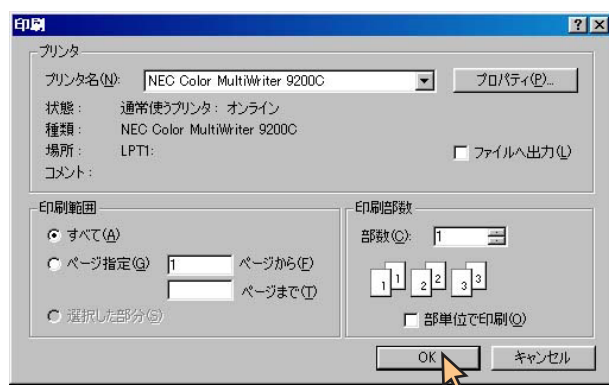 印刷
プリンタ
プリンタ名(N): NEC Color MultiWriter 9200C プロパティ(P)...
状態: 通常使うプリンタ: オンライン
種類: NEC Color MultiWriter 9200C
場所: LPT1: ファイルへ出力(L)
コメント:
印刷範囲
すべて(A)
ページ指定(G) 1 ページから(F)
ページまで(T)
選択した部分(S)
印刷部数
部数(C): 1
1 1 2 2 3 3
部単位で印刷(O)
OK キャンセル